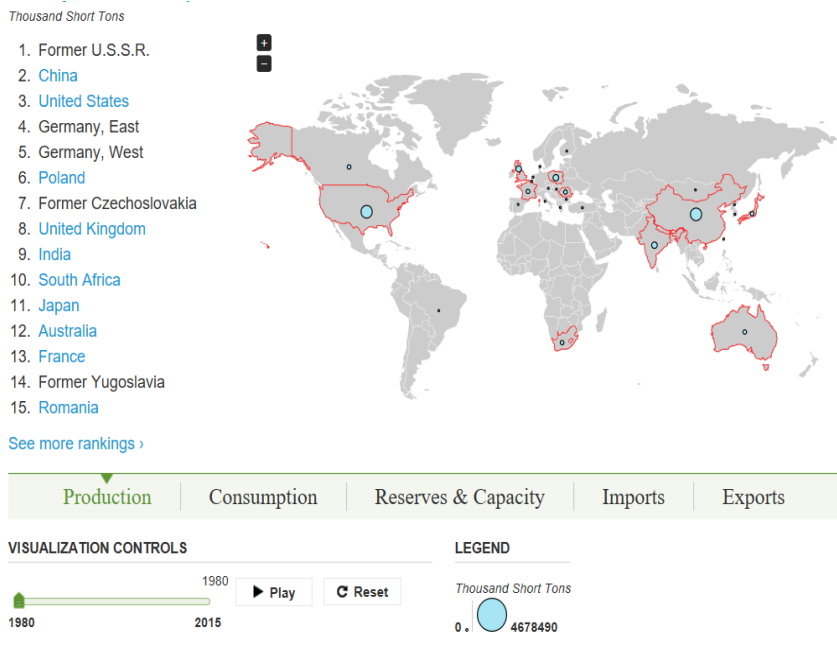 Thousand Short Tons
1. Former U.S.S.R.
2. China
3. United States
4. Germany, East
5. Germany, West
6. Poland
7. Former Czechoslovakia
8. United Kingdom
9. India
10. South Africa
11. Japan
12. Australia
13. France
14. Former Yugoslavia
15. Romania
See more rankings ›
+
−
Production Consumption Reserves & Capacity Imports Exports
VISUALIZATION CONTROLS
1980
Play Reset
1980 2015
LEGEND
Thousand Short Tons
0 4678490